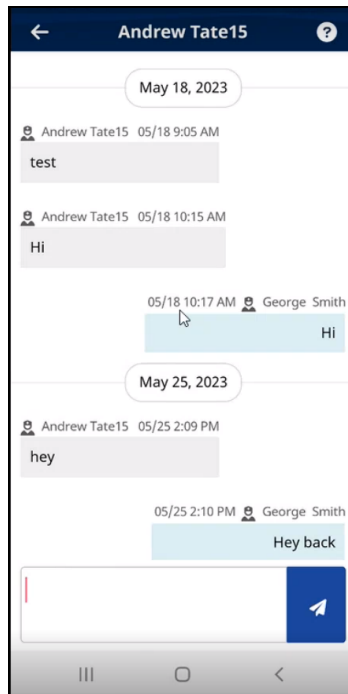 Andrew Tate15 ?
May 18, 2023
Andrew Tate15 05/18 9:05 AM
test
Andrew Tate15 05/18 10:15 AM
Hi
05/18 10:17 AM George Smith
Hi
May 25, 2023
Andrew Tate15 05/25 2:09 PM
hey
05/25 2:10 PM George Smith
Hey back